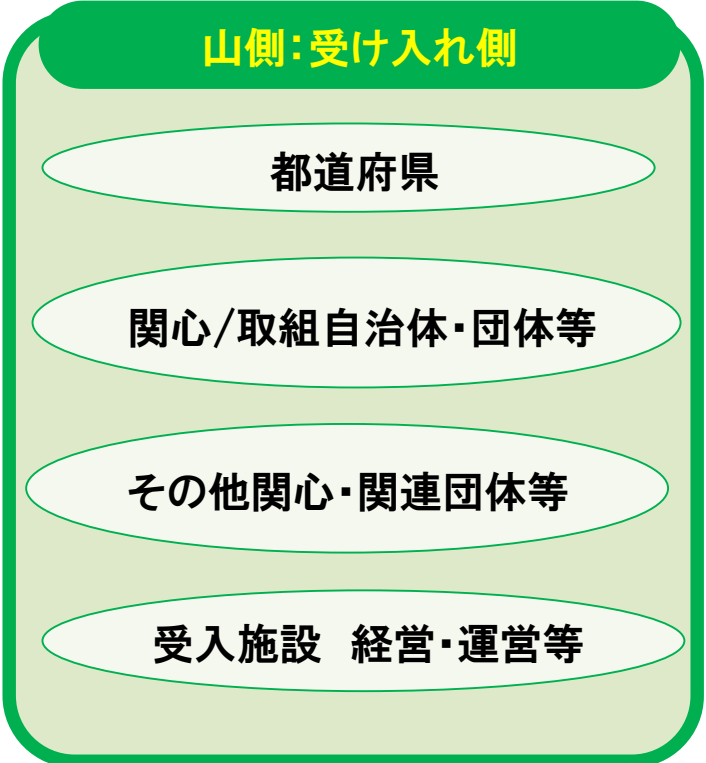 山側：受け入れ側
都道府県
関心/取組自治体・団体等
その他関心・関連団体等
受入施設　経営・運営等